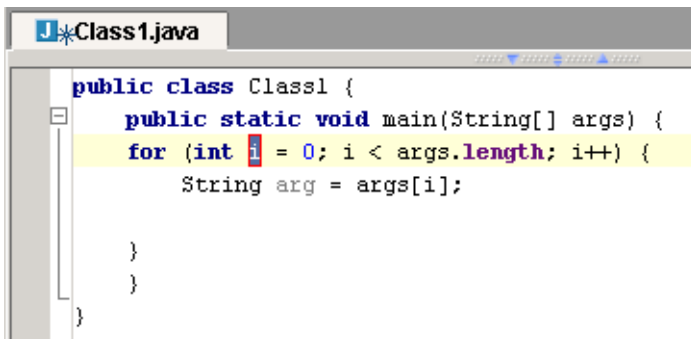 J *Class1.java
public class Class1 {
public static void main(String[] args) {
for (int i = 0; i < args.length; i++) {
String arg = args[i];
}
}
}